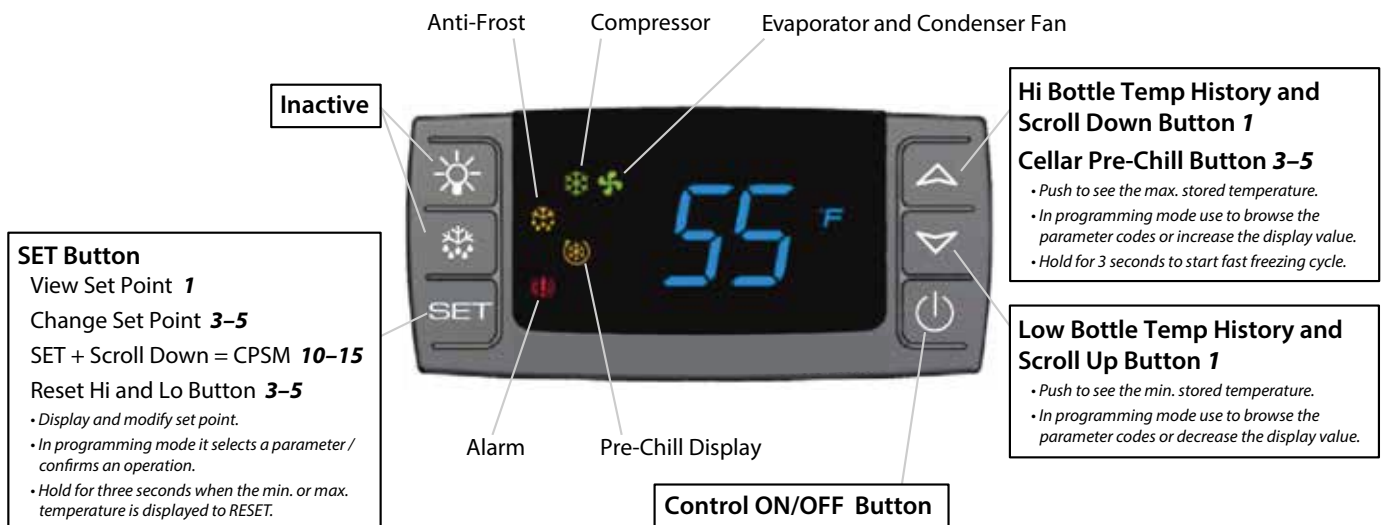 Anti-Frost
Compressor
Evaporator and Condenser Fan
Inactive
SET Button
View Set Point 1
Change Set Point 3–5
SET + Scroll Down = CPSM 10–15
Reset Hi and Lo Button 3–5
• Display and modify set point.
• In programming mode it selects a parameter /
confirms an operation.
• Hold for three seconds when the min. or max.
temperature is displayed to RESET.
SET
55 °F
Alarm
Pre-Chill Display
Hi Bottle Temp History and
Scroll Down Button 1
Cellar Pre-Chill Button 3–5
• Push to see the max. stored temperature.
• In programming mode use to browse the
parameter codes or increase the display value.
• Hold for 3 seconds to start fast freezing cycle.
Low Bottle Temp History and
Scroll Up Button 1
• Push to see the min. stored temperature.
• In programming mode use to browse the
parameter codes or decrease the display value.
Control ON/OFF Button